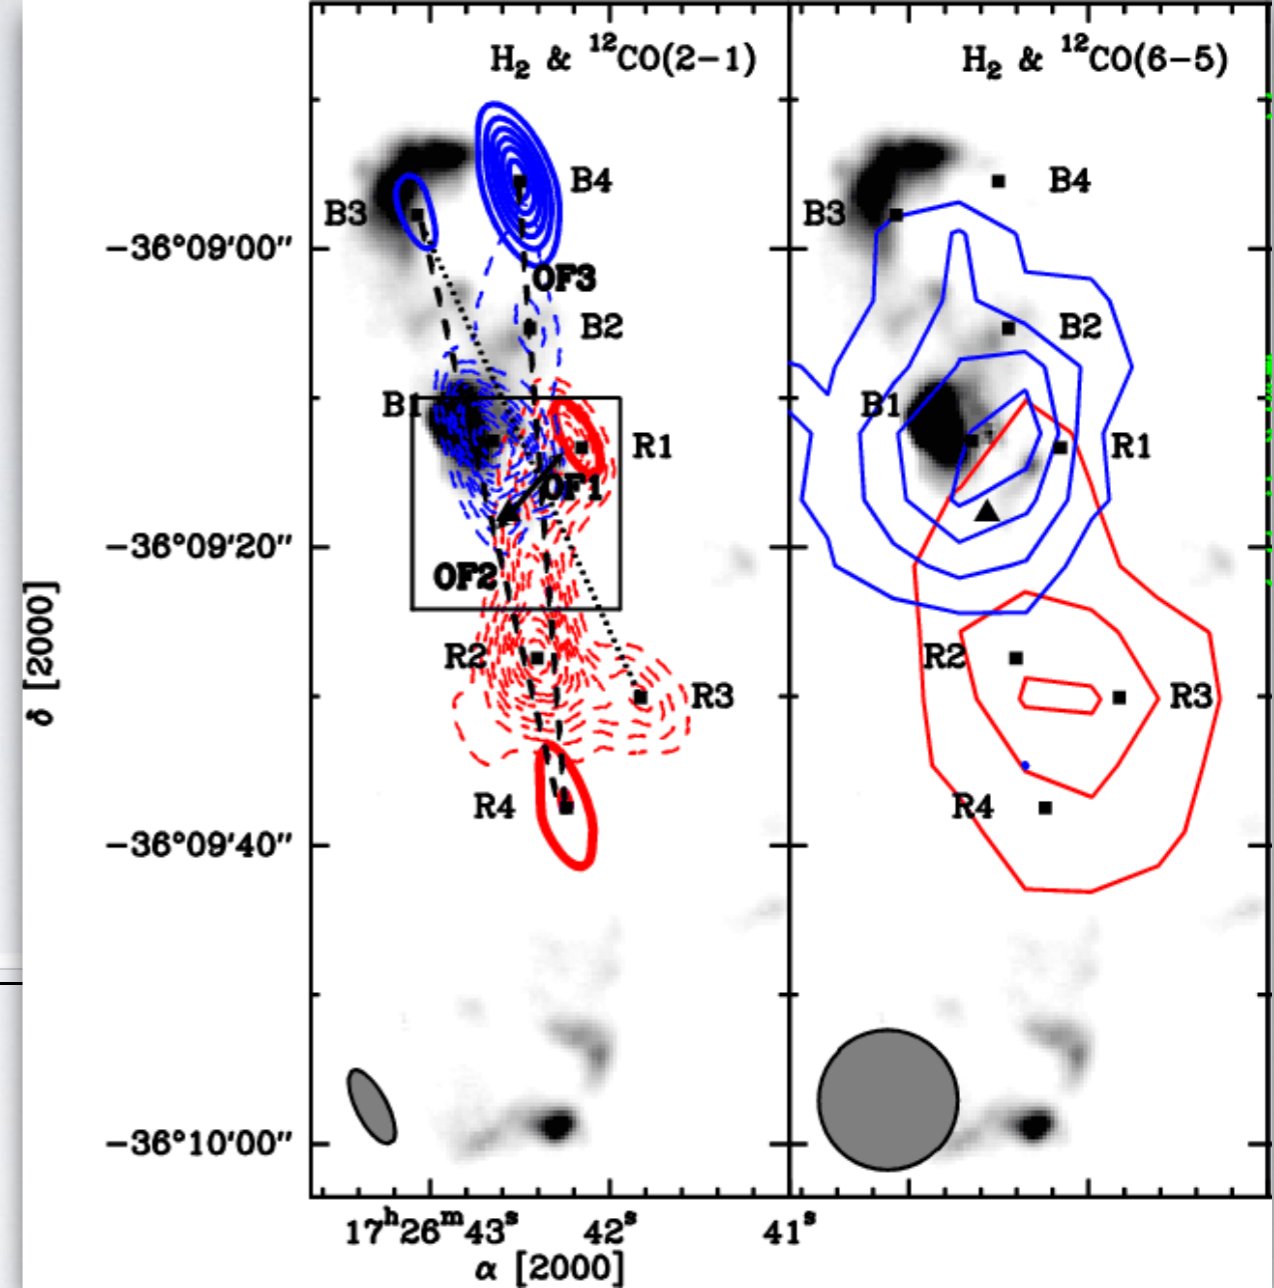 H₂ & ¹²CO(2−1)
H₂ & ¹²CO(6−5)
B4
B3
OF3
B2
B1
R1
OF1
OF2
R2
R3
R4
B4
B3
B2
B1
R1
R2
R3
R4
−36°09′00″
−36°09′20″
−36°09′40″
−36°10′00″
δ [2000]
17ʰ26ᵐ43ˢ 42ˢ 41ˢ
α [2000]